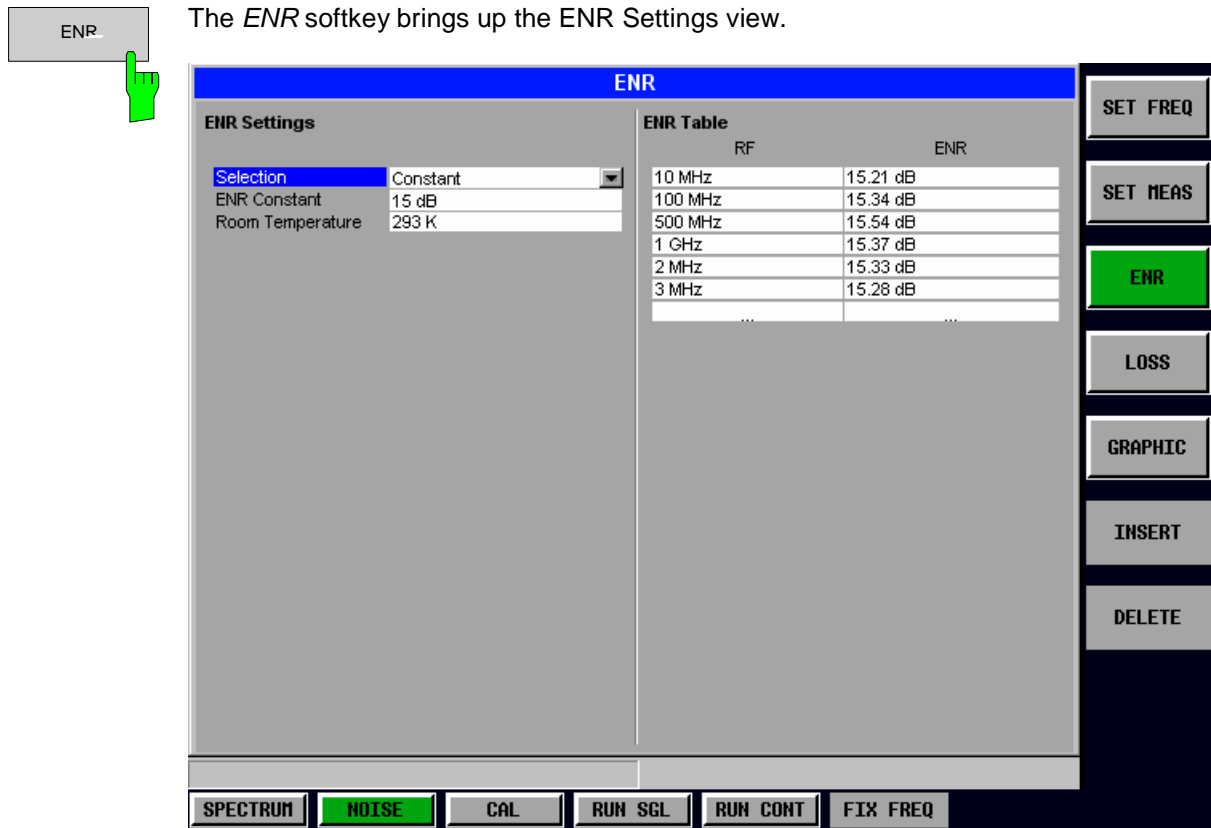 ENR
The ENR softkey brings up the ENR Settings view.
ENR
ENR Settings
Selection Constant
ENR Constant 15 dB
Room Temperature 293 K
ENR Table
RF ENR
10 MHz 15.21 dB
100 MHz 15.34 dB
500 MHz 15.54 dB
1 GHz 15.37 dB
2 MHz 15.33 dB
3 MHz 15.28 dB
... ...
SET FREQ
SET MEAS
ENR
LOSS
GRAPHIC
INSERT
DELETE
SPECTRUM NOISE CAL RUN SGL RUN CONT FIX FREQ